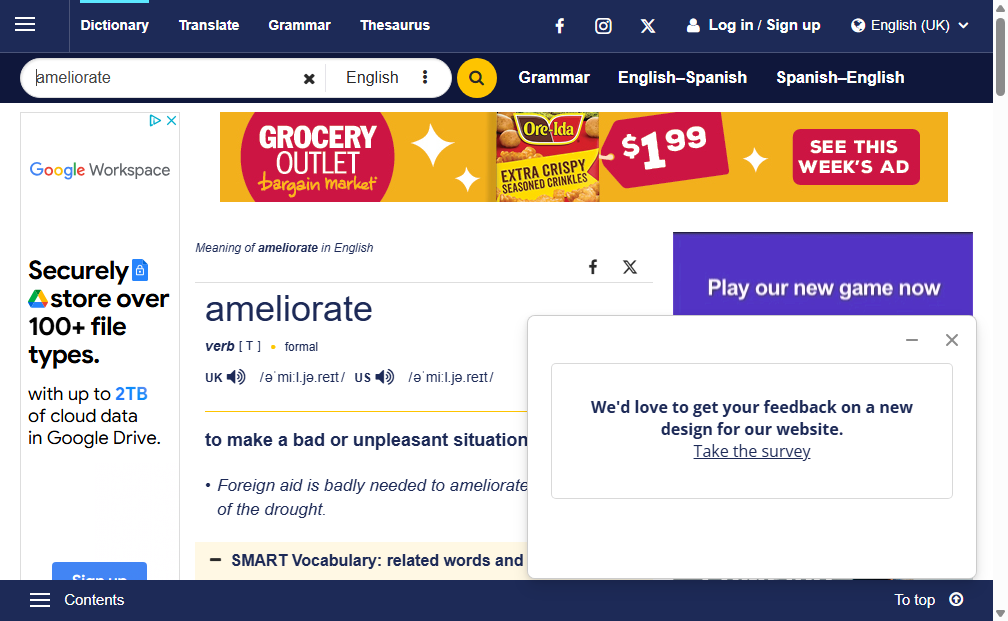 Dictionary Translate Grammar Thesaurus Log in / Sign up English (UK)
ameliorate English Grammar English–Spanish Spanish–English
Google Workspace
Securely
store over
100+ file
types.
with up to 2TB
of cloud data
in Google Drive.
Sign up
GROCERY
OUTLET
bargain market
Ore-Ida
EXTRA CRISPY
SEASONED CRINKLES
$1.99
SEE THIS
WEEK'S AD
Meaning of ameliorate in English
ameliorate
verb [ T ] • formal
UK /əˈmiːl.jə.reɪt/ US /əˈmiːl.jə.reɪt/
to make a bad or unpleasant situation
• Foreign aid is badly needed to ameliorate
of the drought.
SMART Vocabulary: related words and
Play our new game now
We'd love to get your feedback on a new
design for our website.
Take the survey
Contents To top